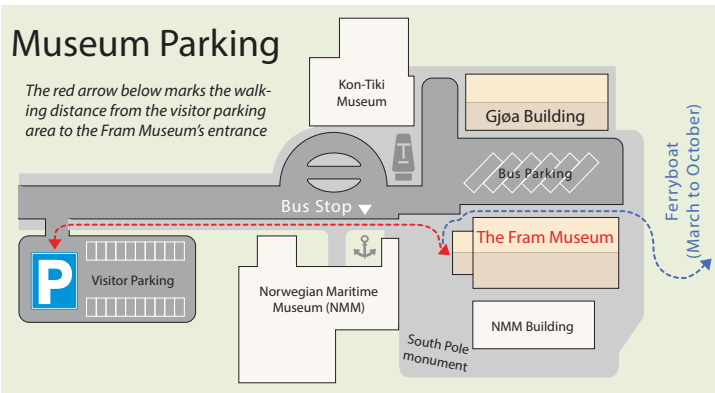 Museum Parking
The red arrow below marks the walk-
ing distance from the visitor parking
area to the Fram Museum's entrance
Kon-Tiki
Museum
Gjøa Building
Bus Parking
Ferryboat
(March to October)
Bus Stop
The Fram Museum
P
Visitor Parking
Norwegian Maritime
Museum (NMM)
NMM Building
South Pole
monument